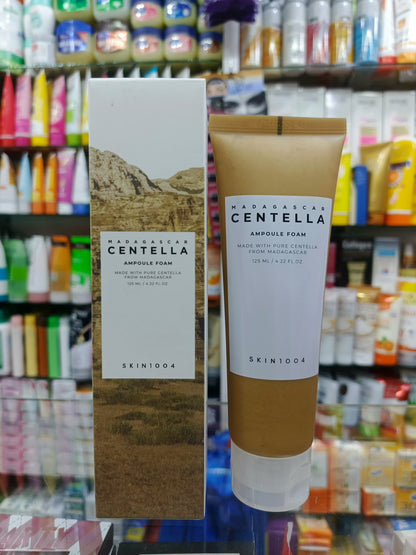 MADAGASCAR
CENTELLA
AMPOULE FOAM
MADE WITH PURE CENTELLA
FROM MADAGASCAR
125 ML / 4.22 FL.OZ
SKIN1004
MADAGASCAR
CENTELLA
AMPOULE FOAM
MADE WITH PURE CENTELLA
FROM MADAGASCAR
125 ML / 4.22 FL.OZ.
SKIN1004